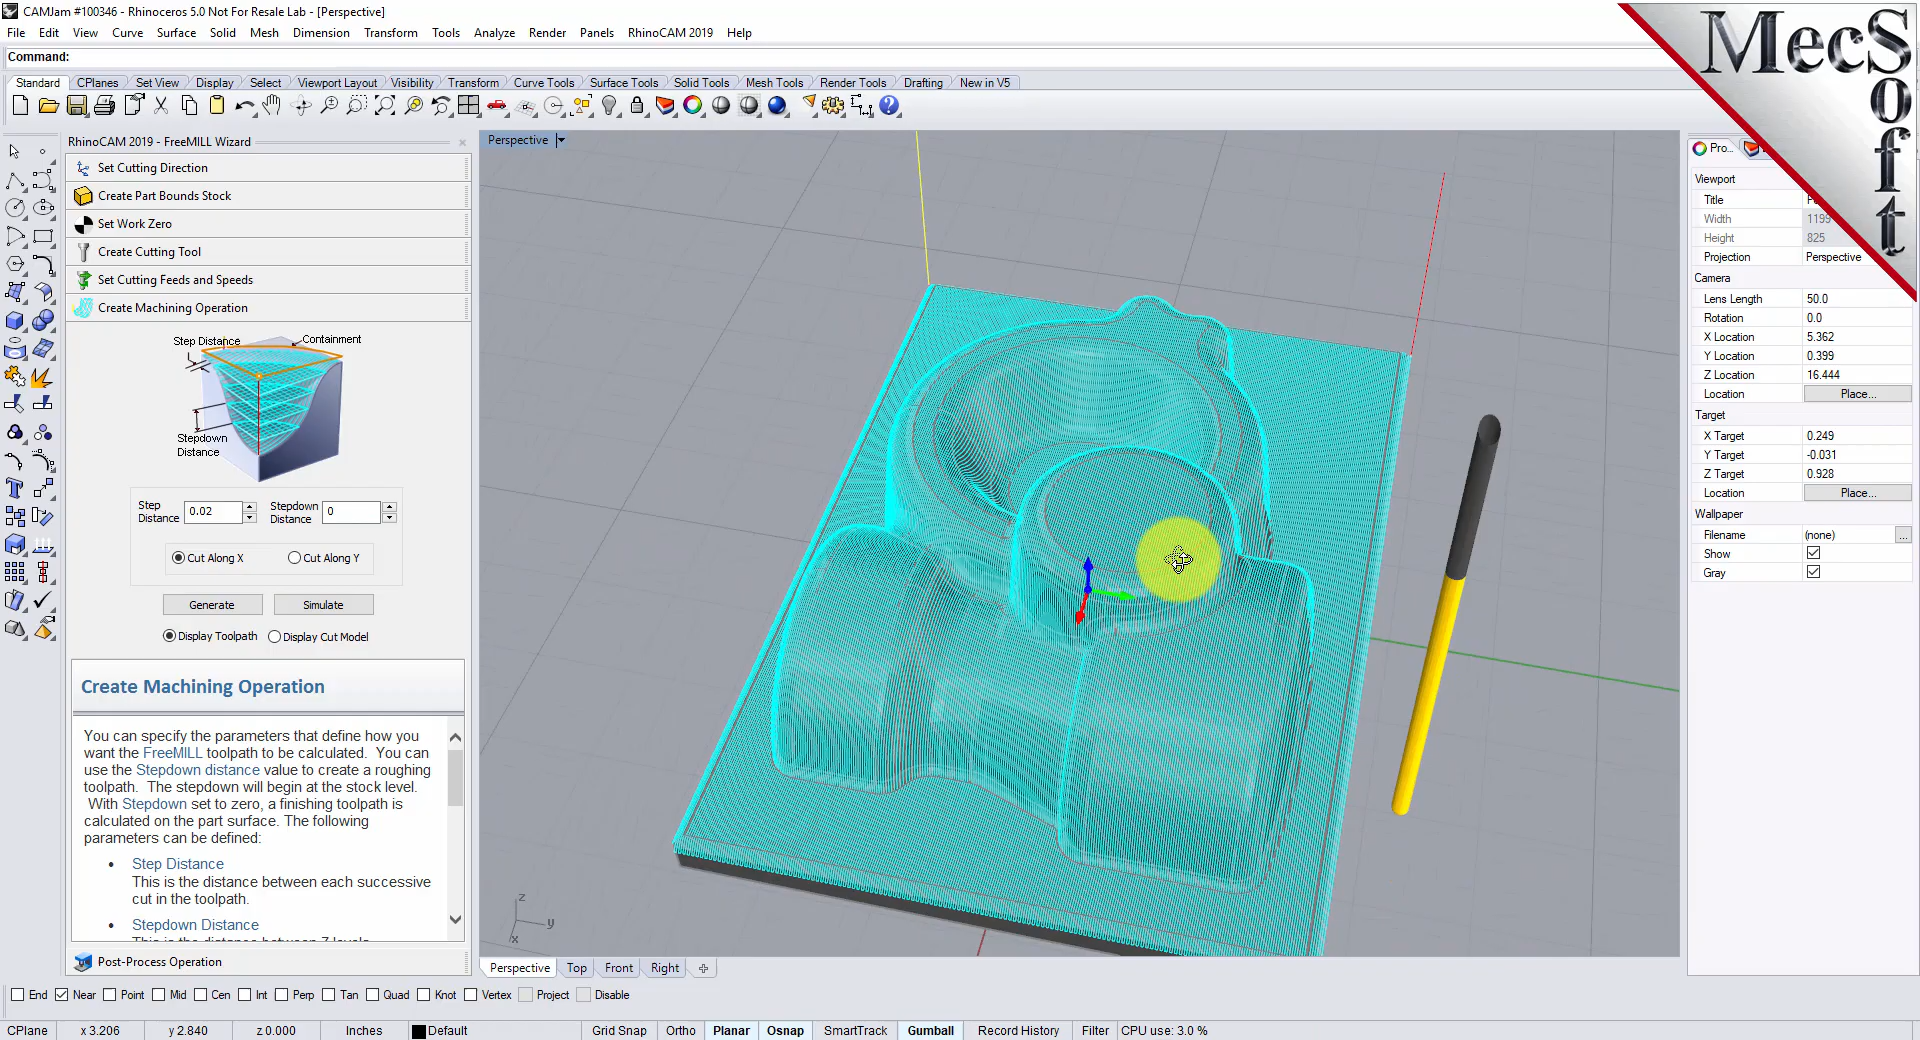 CAMJam #100346 - Rhinoceros 5.0 Not For Resale Lab - [Perspective]
File Edit View Curve Surface Solid Mesh Dimension Transform Tools Analyze Render Panels RhinoCAM 2019 Help
Command:
Standard CPlanes Set View Display Select Viewport Layout Visibility Transform Curve Tools Surface Tools Solid Tools Mesh Tools Render Tools Drafting New in V5
MecSoft
RhinoCAM 2019 - FreeMILL Wizard
Set Cutting Direction
Create Part Bounds Stock
Set Work Zero
Create Cutting Tool
Set Cutting Feeds and Speeds
Create Machining Operation
Step Distance
Containment
Stepdown
Distance
Step
Distance
0.02
Stepdown
Distance
0
Cut Along X Cut Along Y
Generate Simulate
Display Toolpath Display Cut Model
Create Machining Operation
You can specify the parameters that define how you
want the FreeMILL toolpath to be calculated. You can
use the Stepdown distance value to create a roughing
toolpath. The stepdown will begin at the stock level.
With Stepdown set to zero, a finishing toolpath is
calculated on the part surface. The following
parameters can be defined:
• Step Distance
This is the distance between each successive
cut in the toolpath.
• Stepdown Distance
This is the distance between Z levels
Post-Process Operation
Perspective
z
y
x
Perspective Top Front Right
Pro...
Viewport
Title
Width 1199
Height 825
Projection Perspective
Camera
Lens Length 50.0
Rotation 0.0
X Location 5.362
Y Location 0.399
Z Location 16.444
Location Place...
Target
X Target 0.249
Y Target -0.031
Z Target 0.928
Location Place...
Wallpaper
Filename (none) ...
Show
Gray
End Near Point Mid Cen Int Perp Tan Quad Knot Vertex Project Disable
CPlane x 3.206 y 2.840 z 0.000 Inches Default Grid Snap Ortho Planar Osnap SmartTrack Gumball Record History Filter CPU use: 3.0 %